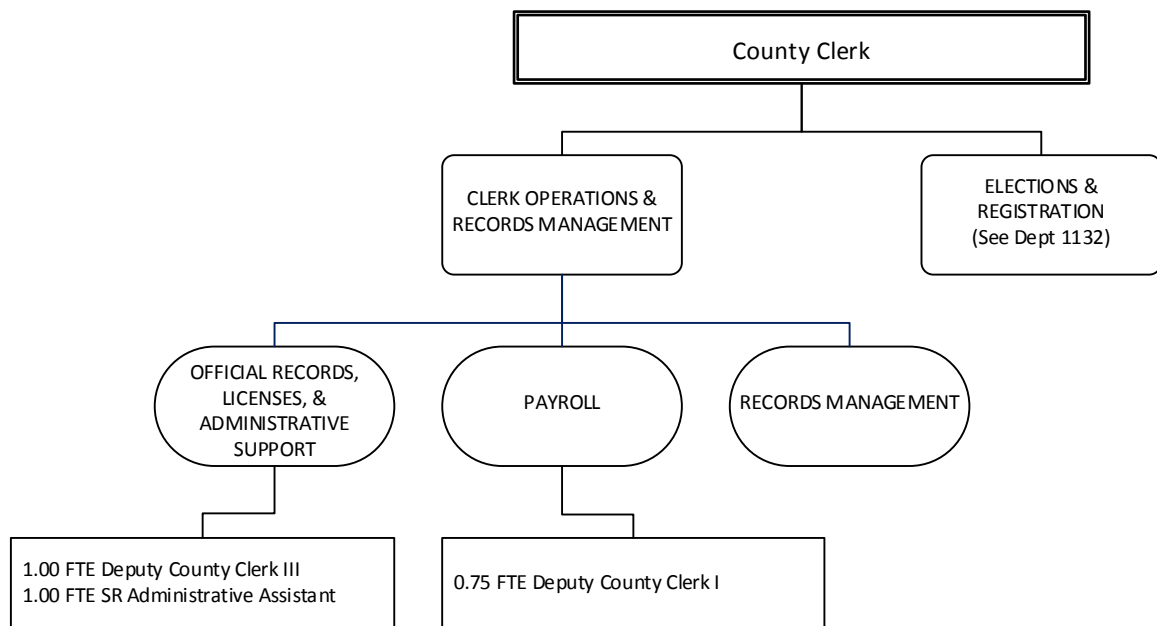 County Clerk
CLERK OPERATIONS &
RECORDS MANAGEMENT
ELECTIONS &
REGISTRATION
(See Dept 1132)
OFFICIAL RECORDS,
LICENSES, &
ADMINISTRATIVE
SUPPORT
PAYROLL
RECORDS MANAGEMENT
1.00 FTE Deputy County Clerk III
1.00 FTE SR Administrative Assistant
0.75 FTE Deputy County Clerk I